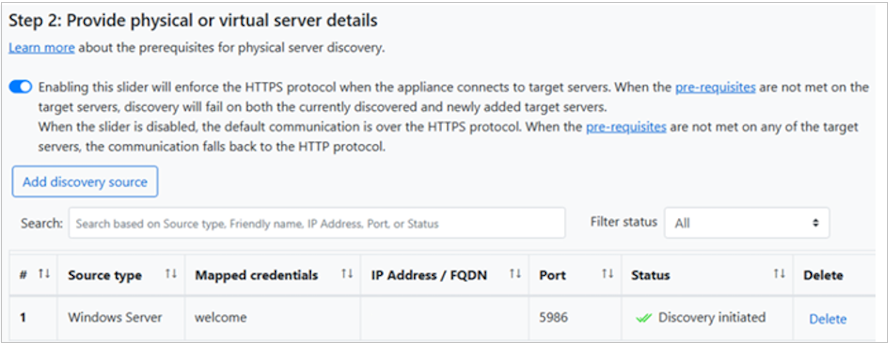 Step 2: Provide physical or virtual server details
Learn more about the prerequisites for physical server discovery.
Enabling this slider will enforce the HTTPS protocol when the appliance connects to target servers. When the pre-requisites are not met on the
target servers, discovery will fail on both the currently discovered and newly added target servers.
When the slider is disabled, the default communication is over the HTTPS protocol. When the pre-requisites are not met on any of the target
servers, the communication falls back to the HTTP protocol.
Add discovery source
Search: Search based on Source type, Friendly name, IP Address, Port, or Status Filter status All
# Source type Mapped credentials IP Address / FQDN Port Status Delete
1 Windows Server welcome 5986 Discovery initiated Delete